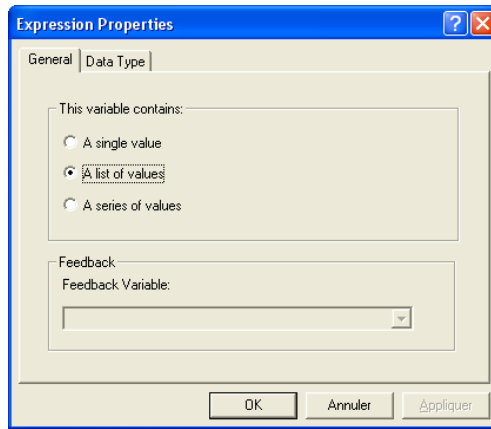 Expression Properties
General
Data Type
This variable contains:
A single value
A list of values
A series of values
Feedback
Feedback Variable:
OK
Annuler
Appliquer